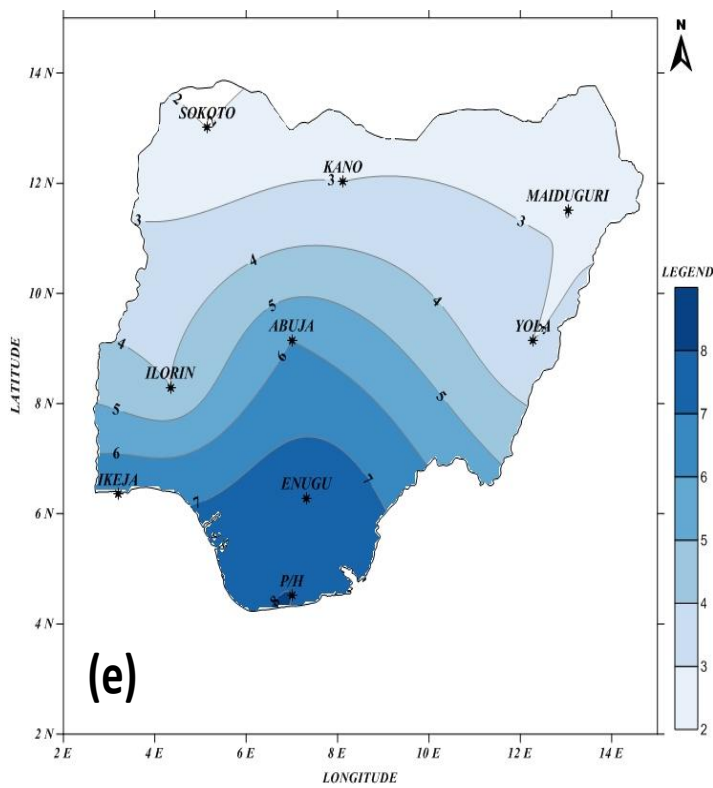 N
14 N
12 N
10 N
8 N
6 N
4 N
2 N
LATITUDE
2
SOKOTO
KANO
3
MAIDUGURI
3
3
4
4
5
ABUJA
YOLA
4
6
ILORIN
5
5
6
IKEJA
7
ENUGU
7
P/H
8
(e)
LEGEND
8
7
6
5
4
3
2
2 E
4 E
6 E
8 E
10 E
12 E
14 E
LONGITUDE